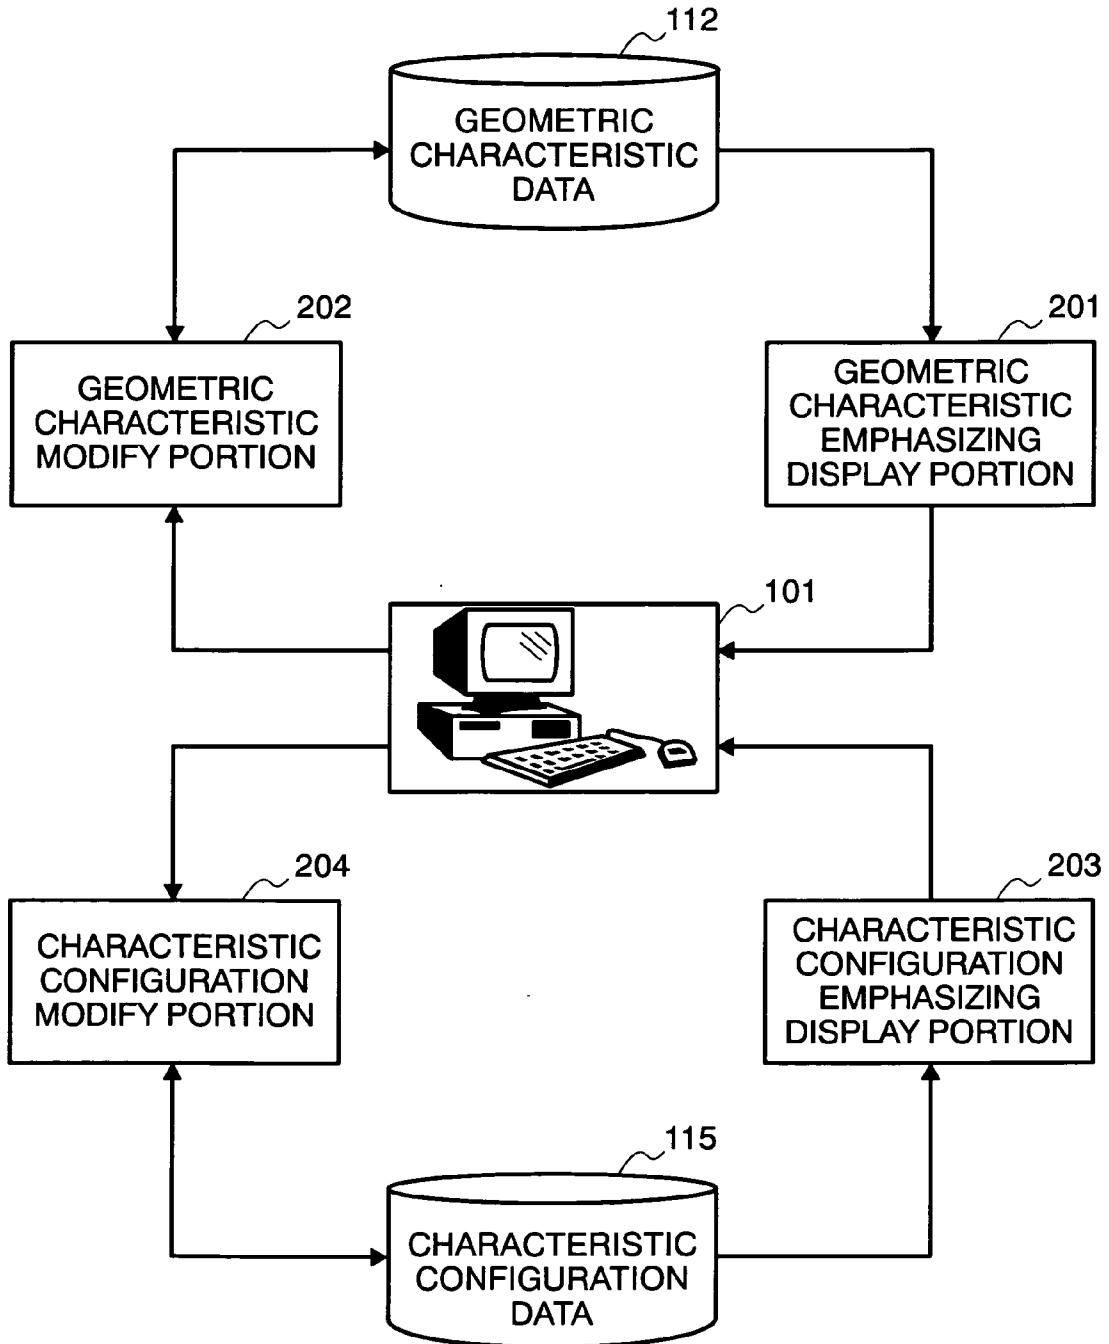 112
GEOMETRIC
CHARACTERISTIC
DATA
202
GEOMETRIC
CHARACTERISTIC
MODIFY PORTION
201
GEOMETRIC
CHARACTERISTIC
EMPHASIZING
DISPLAY PORTION
101
204
CHARACTERISTIC
CONFIGURATION
MODIFY PORTION
203
CHARACTERISTIC
CONFIGURATION
EMPHASIZING
DISPLAY PORTION
115
CHARACTERISTIC
CONFIGURATION
DATA